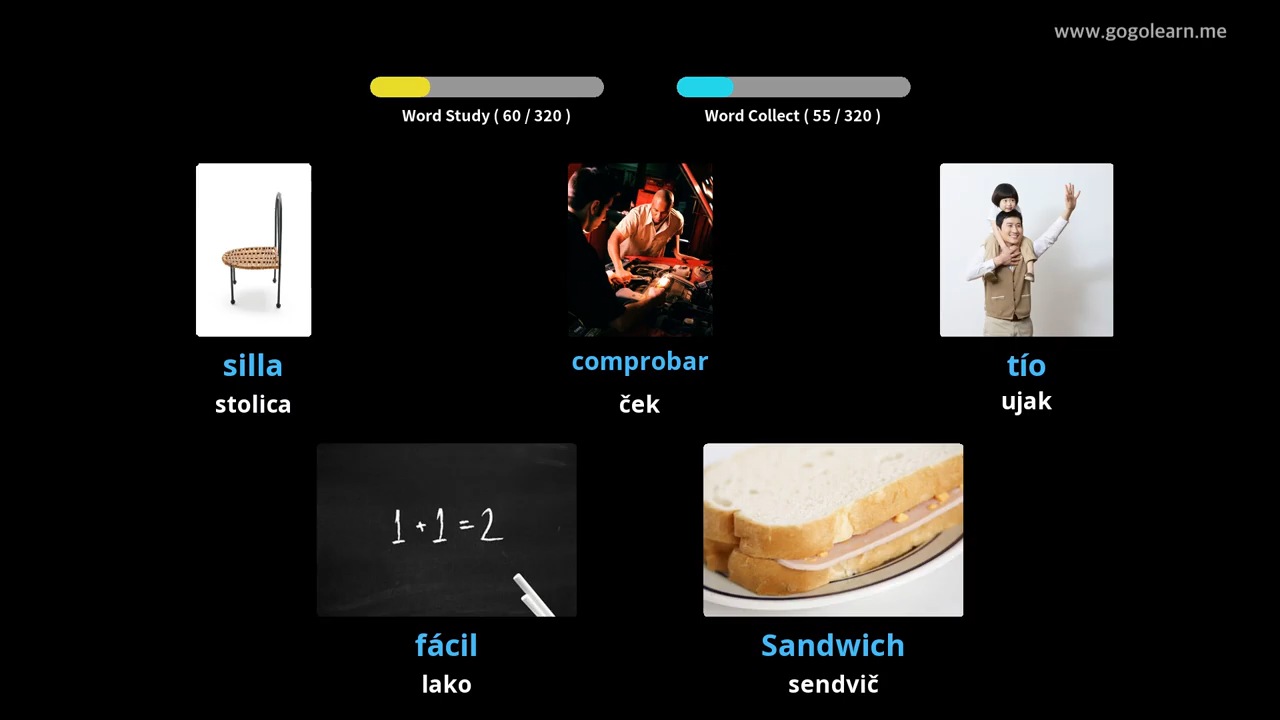 www.gogolearn.me
Word Study ( 60 / 320 )
Word Collect ( 55 / 320 )
silla
stolica
comprobar
ček
tío
ujak
1 + 1 = 2
fácil
lako
Sandwich
sendvič